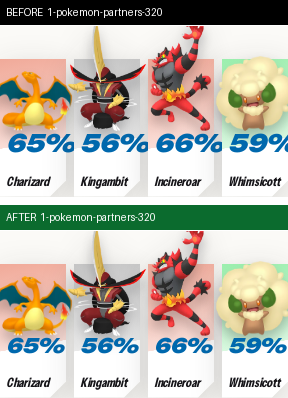 BEFORE 1-pokemon-partners-320
65% 56% 66% 59%
Charizard Kingambit Incineroar Whimsicott
AFTER 1-pokemon-partners-320
65% 56% 66% 59%
Charizard Kingambit Incineroar Whimsicott